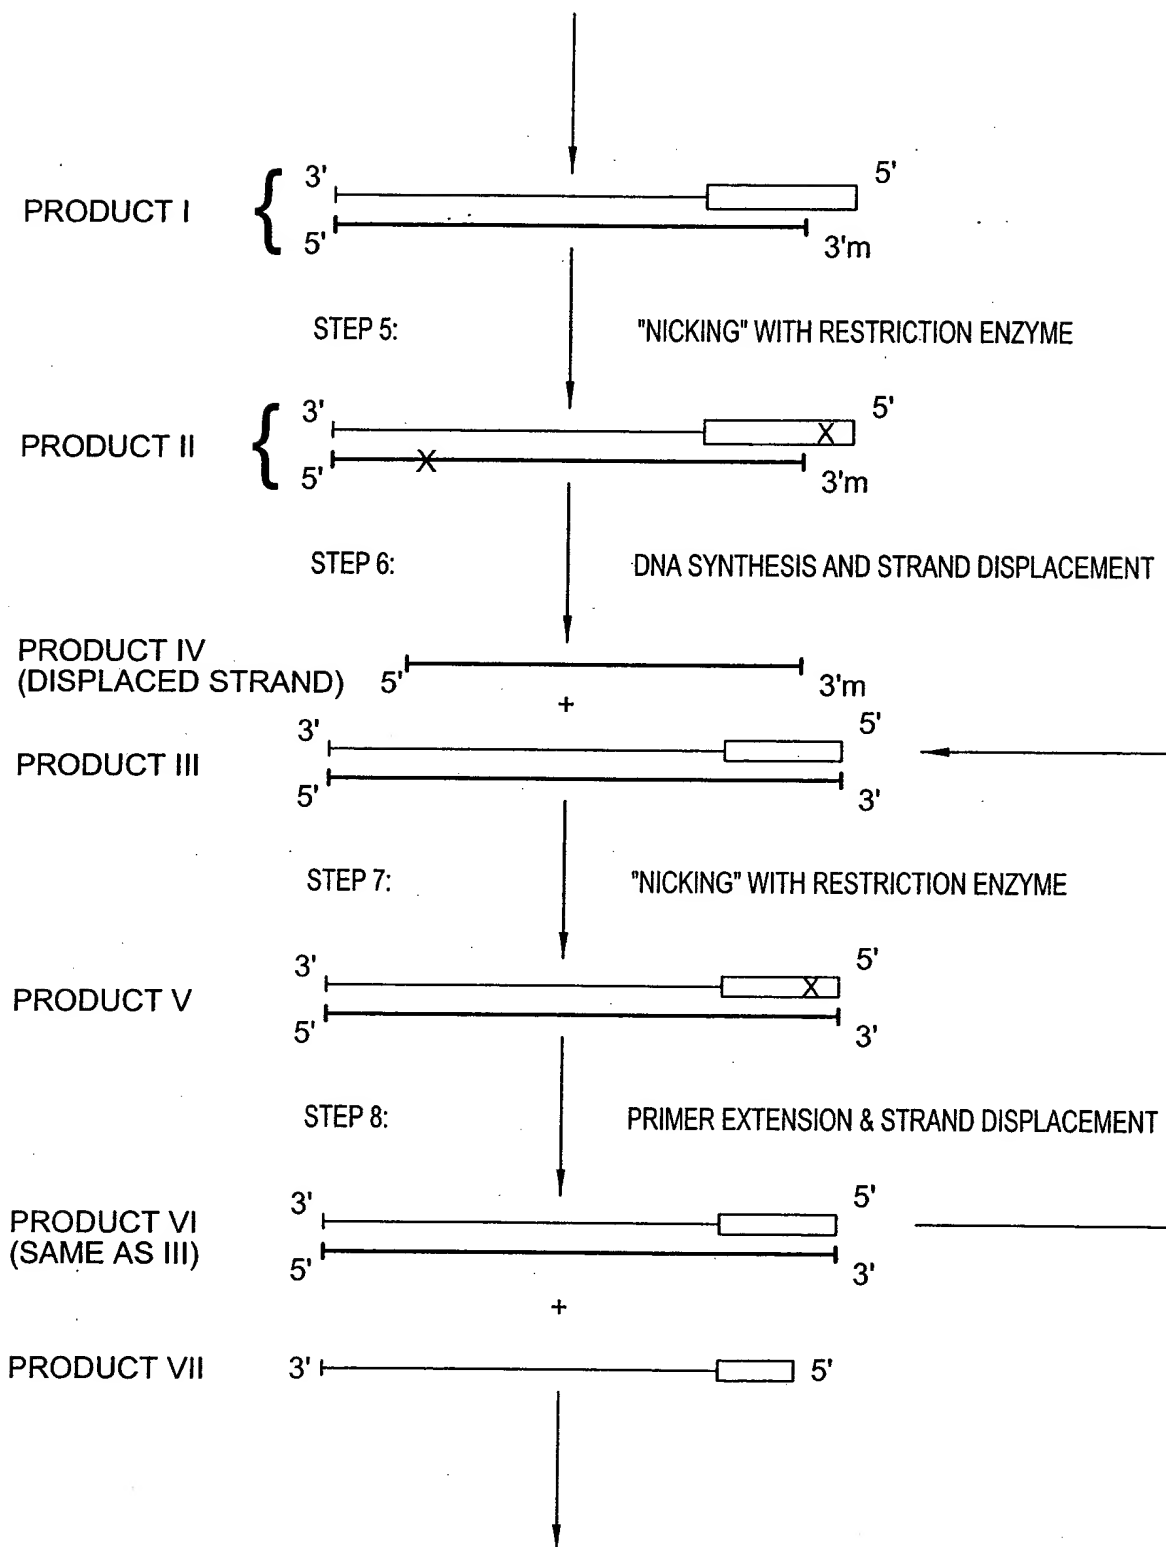 3' 5'
PRODUCT I {
5' 3'm
STEP 5: "NICKING" WITH RESTRICTION ENZYME
3' 5'
X
PRODUCT II {
X
5' 3'm
STEP 6: DNA SYNTHESIS AND STRAND DISPLACEMENT
PRODUCT IV
(DISPLACED STRAND) 5' 3'm
+
3' 5'
PRODUCT III
5' 3'
STEP 7: "NICKING" WITH RESTRICTION ENZYME
3' 5'
X
PRODUCT V
5' 3'
STEP 8: PRIMER EXTENSION & STRAND DISPLACEMENT
3' 5'
PRODUCT VI
(SAME AS III)
5' 3'
+
PRODUCT VII 3' 5'